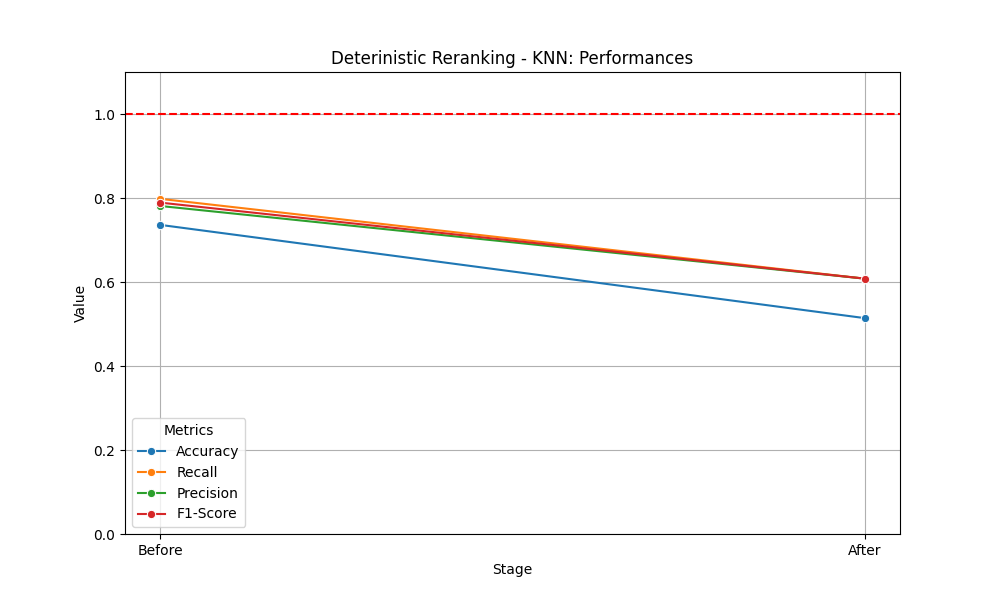 Deterinistic Reranking - KNN: Performances
Value
1.0
0.8
0.6
0.4
0.2
0.0
Metrics
Accuracy
Recall
Precision
F1-Score
Before
After
Stage